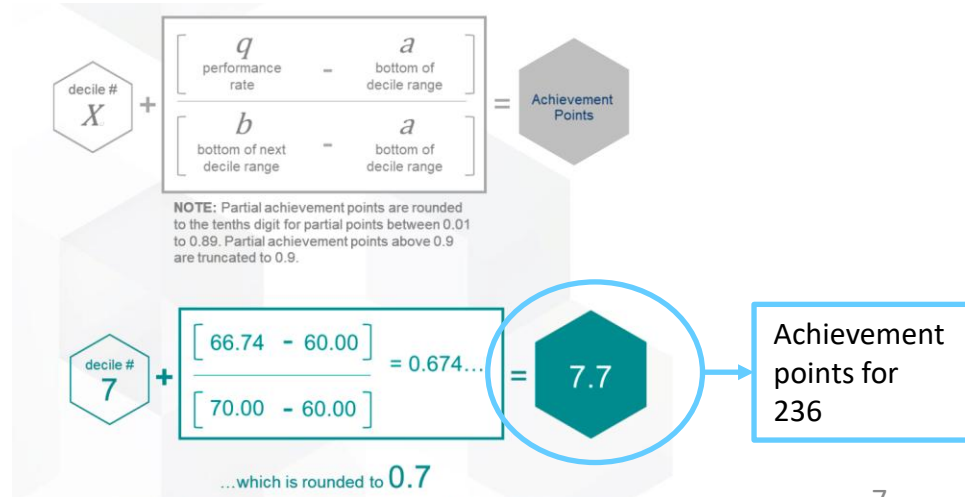 decile #
X
+
q
performance
rate
-
a
bottom of
decile range
b
bottom of next
decile range
-
a
bottom of
decile range
=
Achievement
Points
NOTE: Partial achievement points are rounded
to the tenths digit for partial points between 0.01
to 0.89. Partial achievement points above 0.9
are truncated to 0.9.
decile #
7
+
[ 66.74 - 60.00 ]
[ 70.00 - 60.00 ]
= 0.674...
=
7.7
...which is rounded to 0.7
Achievement
points for
236